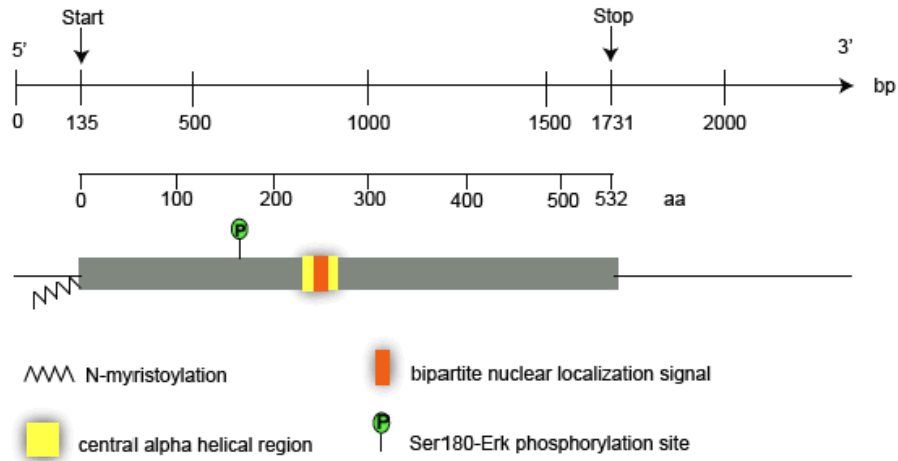 Start Stop
5' 3'
bp
0 135 500 1000 1500 1731 2000
0 100 200 300 400 500 532 aa
P
N-myristoylation bipartite nuclear localization signal
P
central alpha helical region Ser180-Erk phosphorylation site